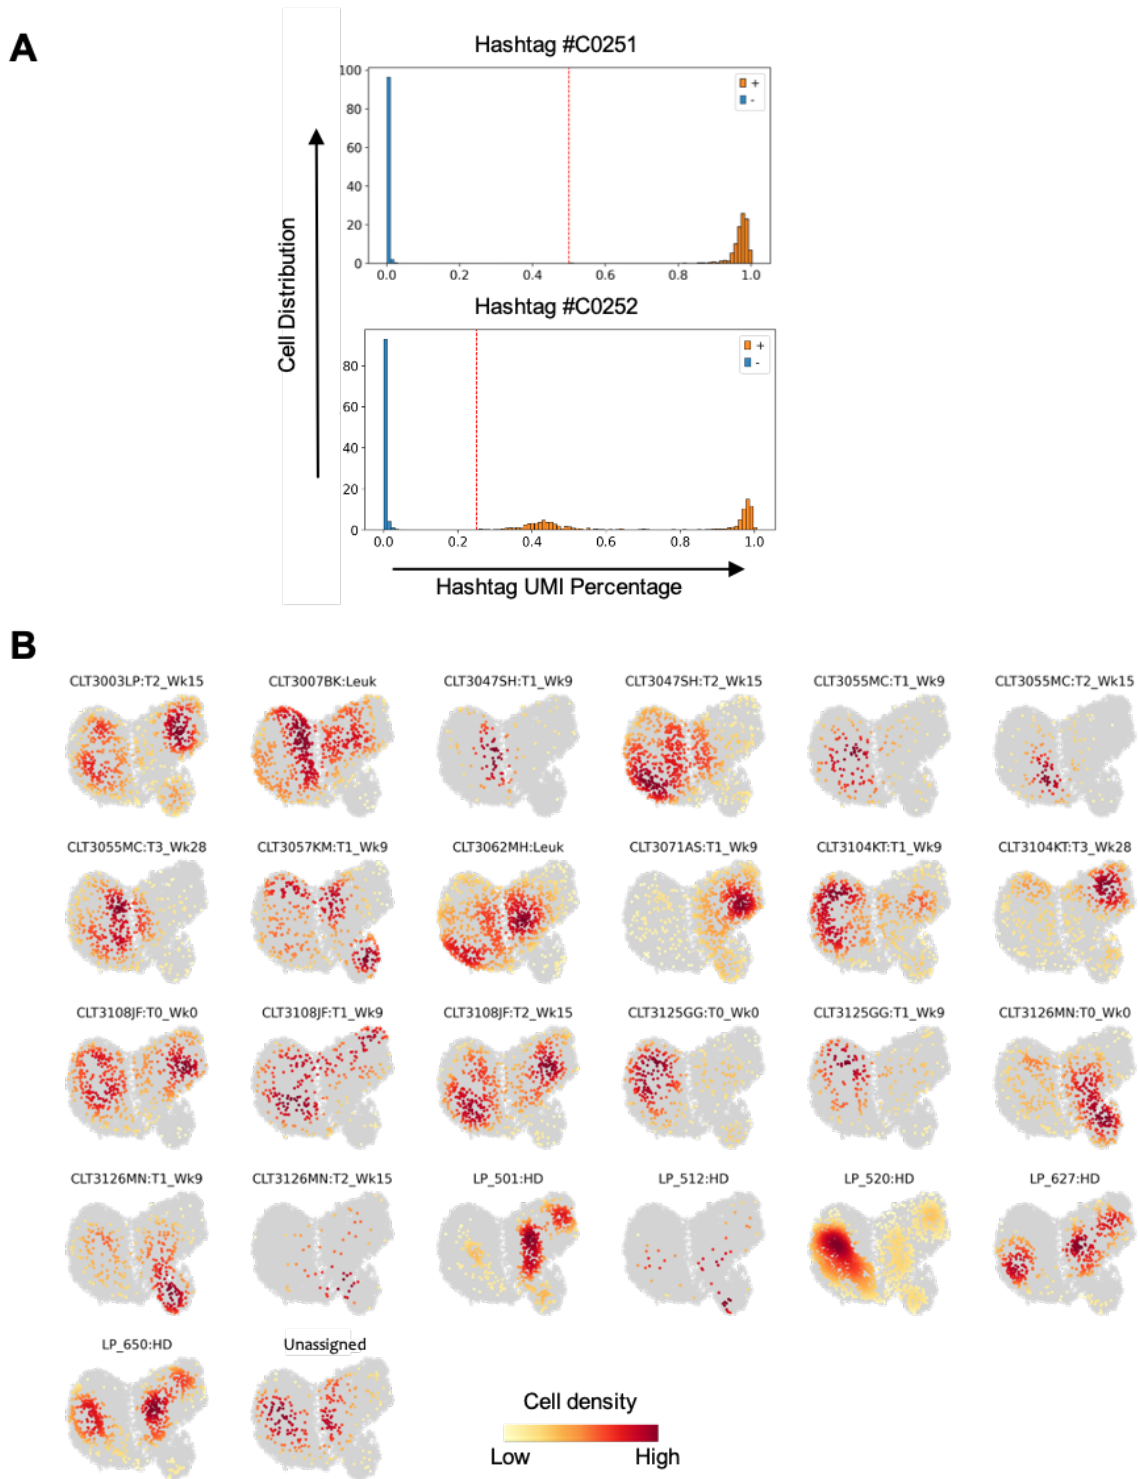 A
Hashtag #C0251
100
80
60
40
20
0
0.0 0.2 0.4 0.6 0.8 1.0
+
-
Cell Distribution
Hashtag #C0252
80
60
40
20
0
0.0 0.2 0.4 0.6 0.8 1.0
+
-
Hashtag UMI Percentage
B
CLT3003LP:T2_Wk15 CLT3007BK:Leuk CLT3047SH:T1_Wk9 CLT3047SH:T2_Wk15 CLT3055MC:T1_Wk9 CLT3055MC:T2_Wk15
CLT3055MC:T3_Wk28 CLT3057KM:T1_Wk9 CLT3062MH:Leuk CLT3071AS:T1_Wk9 CLT3104KT:T1_Wk9 CLT3104KT:T3_Wk28
CLT3108JF:T0_Wk0 CLT3108JF:T1_Wk9 CLT3108JF:T2_Wk15 CLT3125GG:T0_Wk0 CLT3125GG:T1_Wk9 CLT3126MN:T0_Wk0
CLT3126MN:T1_Wk9 CLT3126MN:T2_Wk15 LP_501:HD LP_512:HD LP_520:HD LP_627:HD
LP_650:HD Unassigned
Cell density
Low High